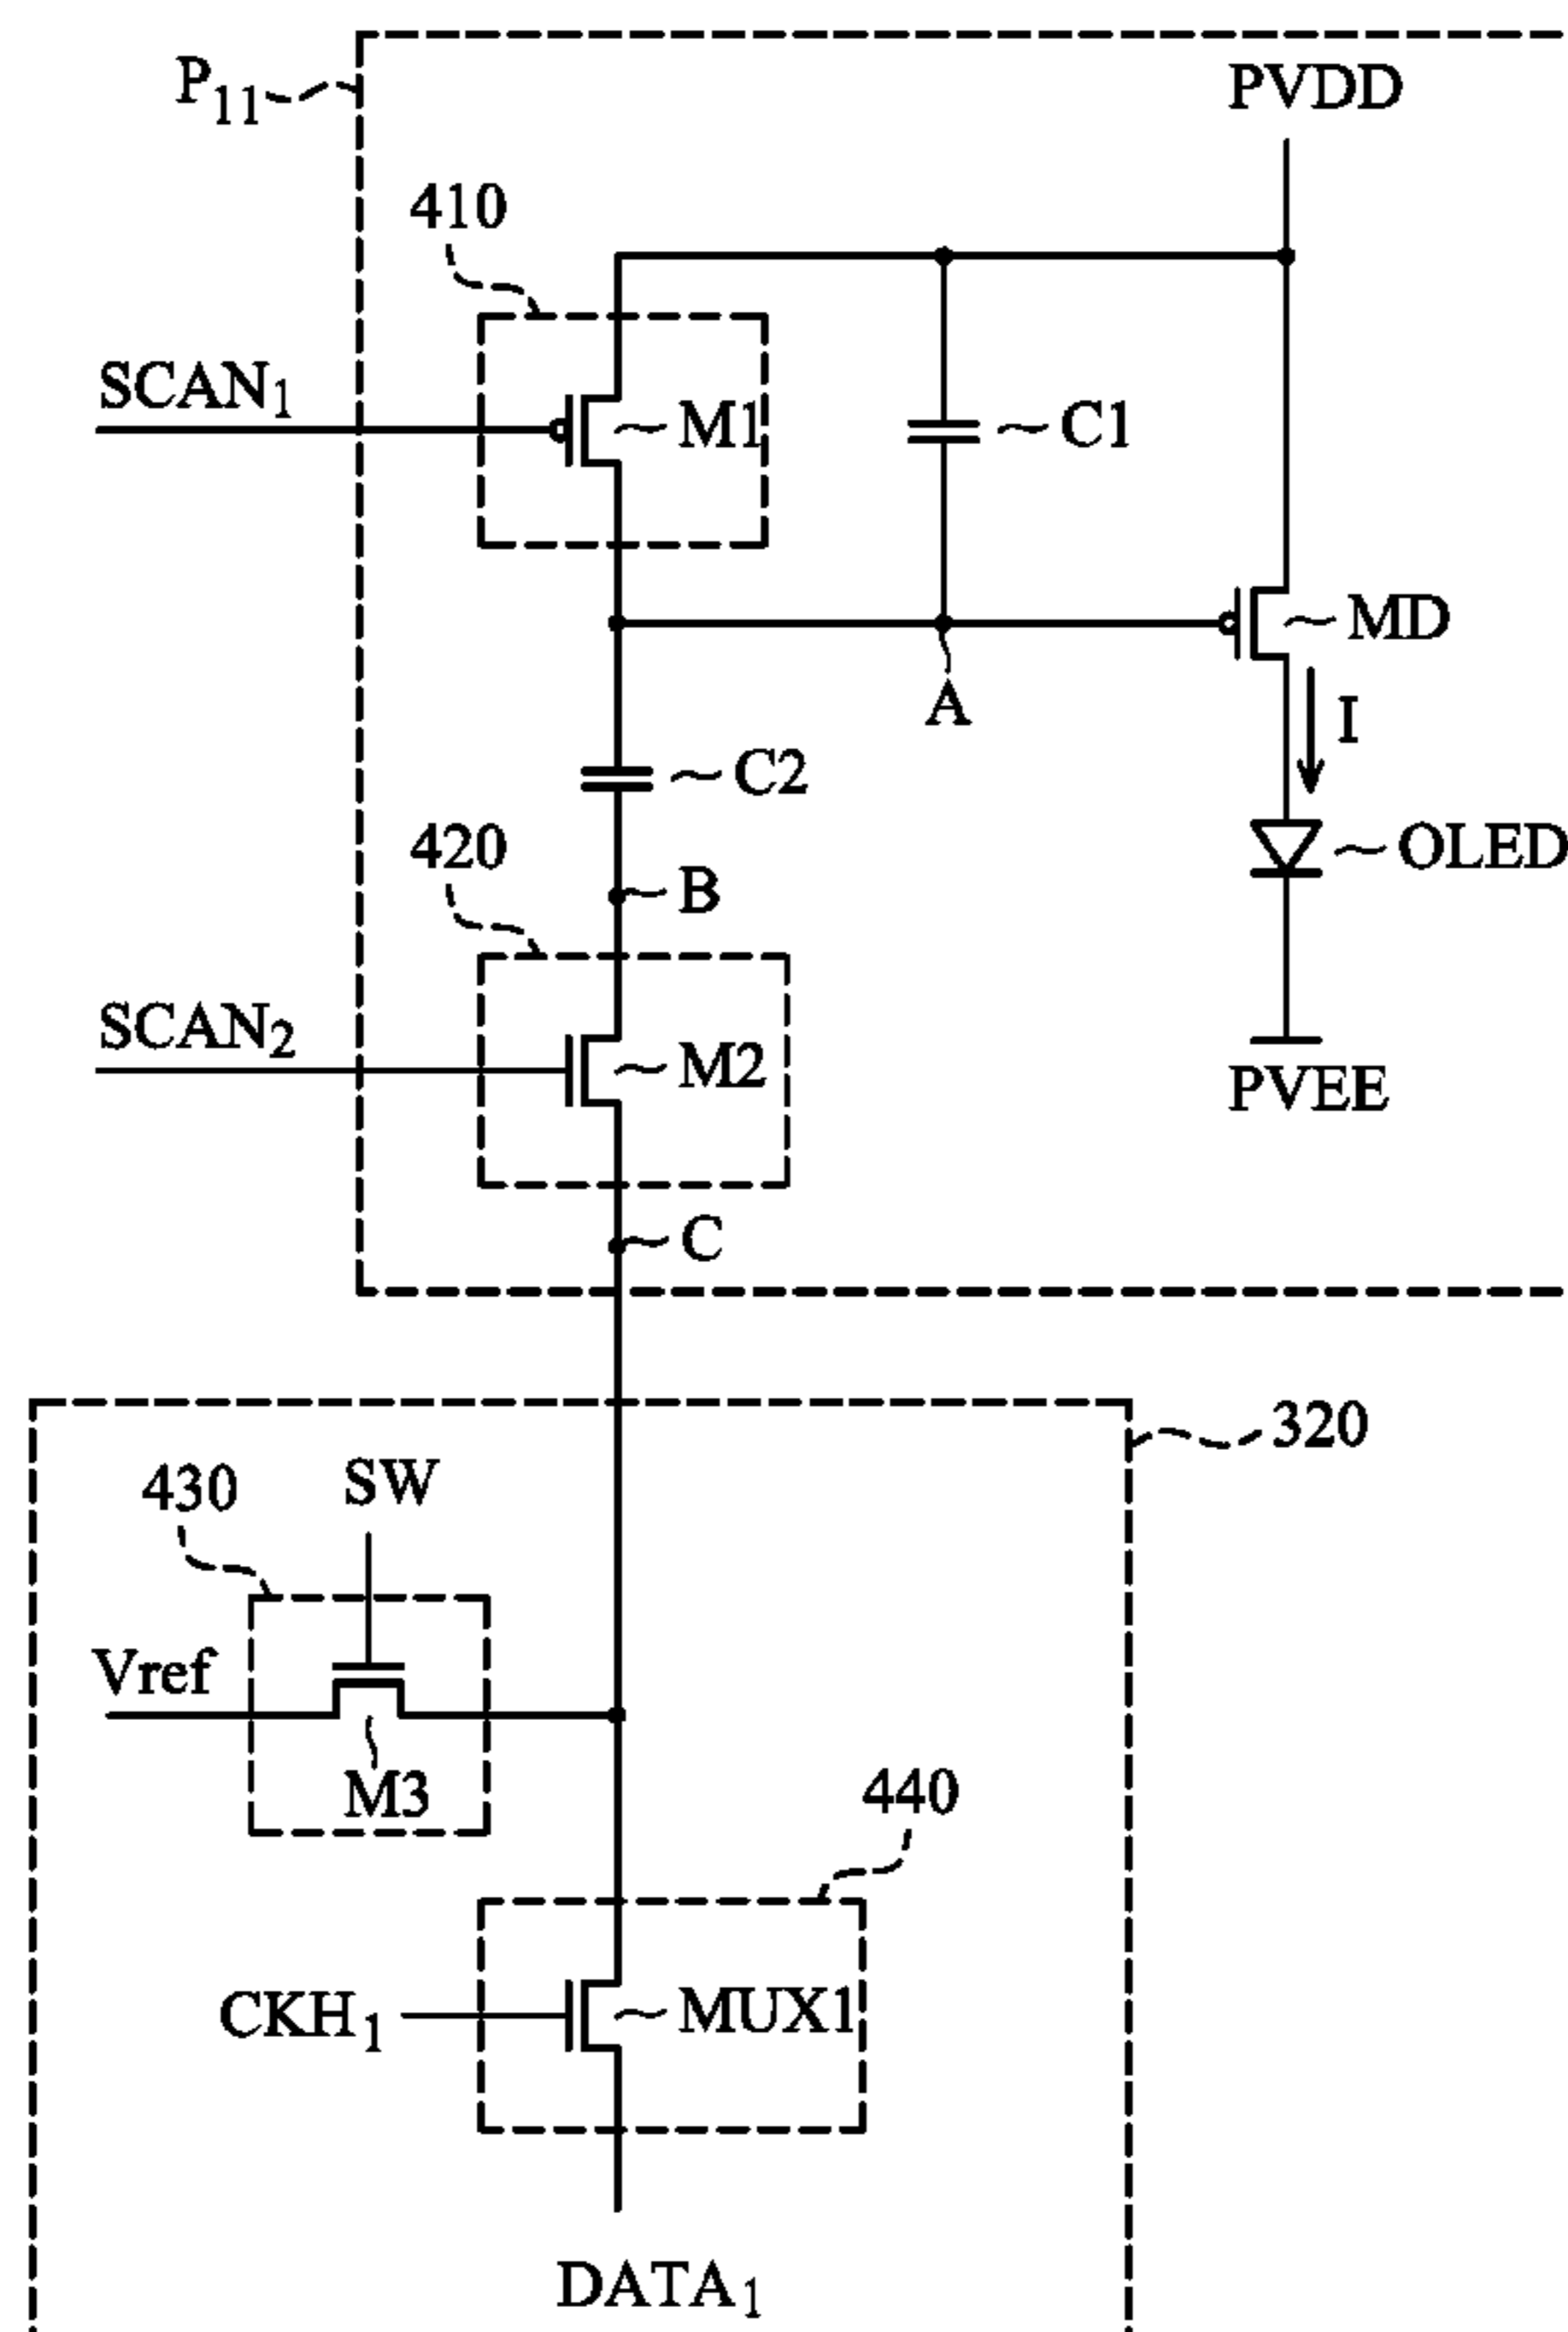 P11
PVDD
410
SCAN1
M1
C1
MD
A
I
C2
420
OLED
B
SCAN2
M2
PVEE
C
320
430
SW
Vref
M3
440
CKH1
MUX1
DATA1